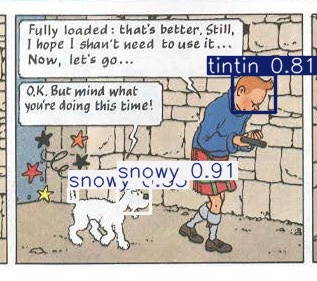 Fully loaded: that's better. Still,
I hope I shan't need to use it...
Now, let's go...
tintin 0.81
O.K. But mind what
you're doing this time!
snowy 0.91
snowy